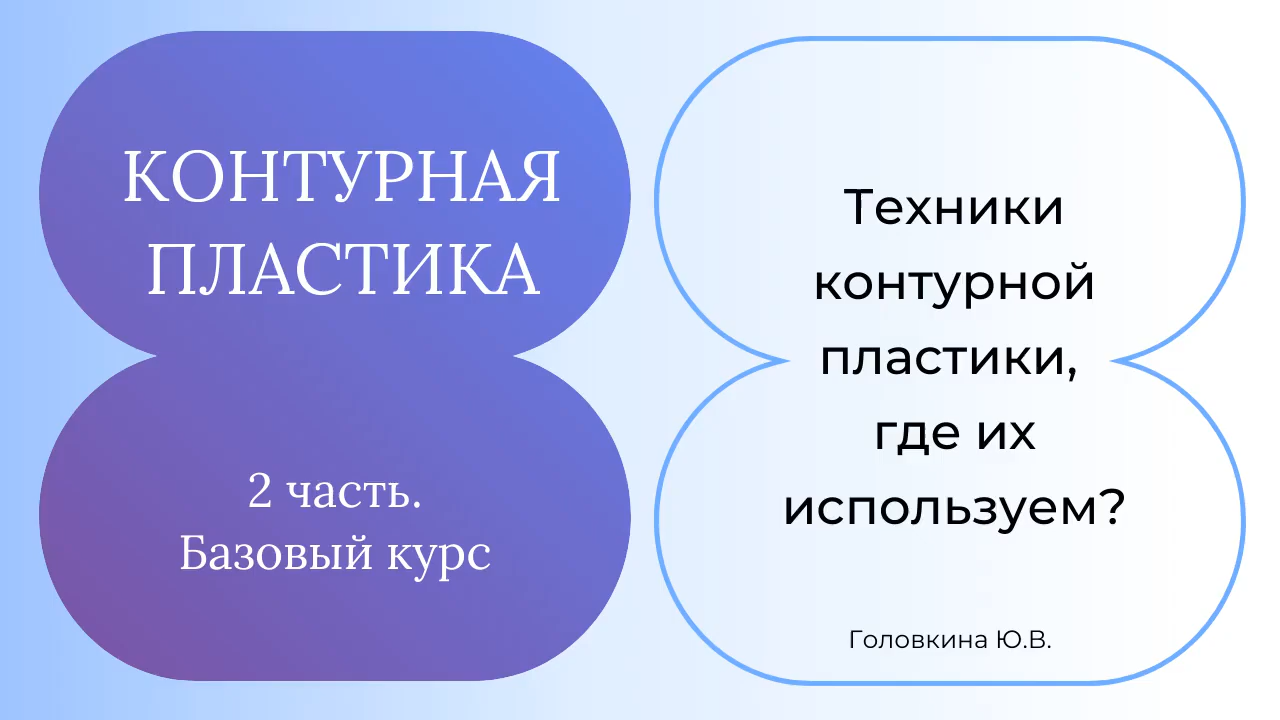 КОНТУРНАЯ
ПЛАСТИКА
2 часть.
Базовый курс
Техники
контурной
пластики,
где их
используем?
Головкина Ю.В.